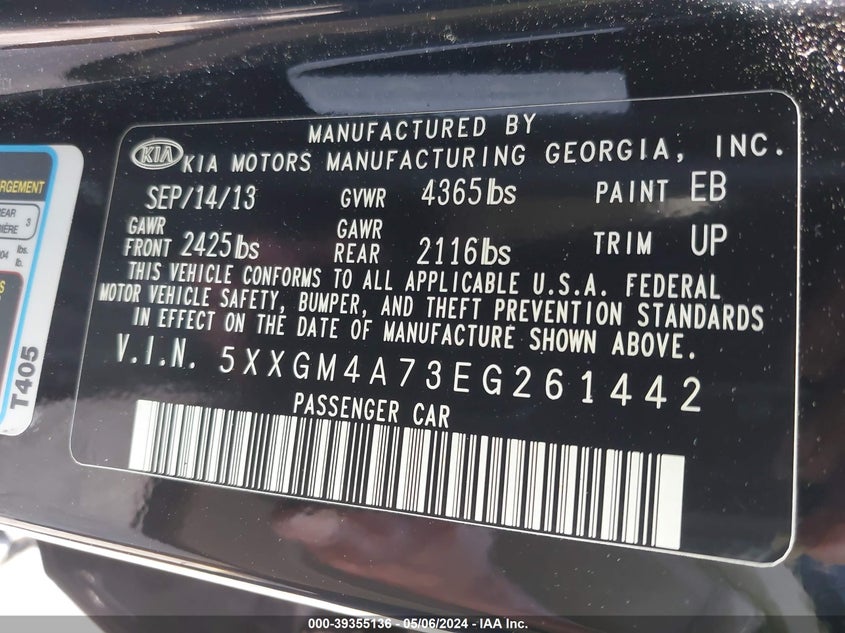 MANUFACTURED BY
KIA KIA MOTORS MANUFACTURING GEORGIA, INC.
SEP/14/13 GVWR 4365lbs PAINT EB
GAWR FRONT 2425lbs GAWR REAR 2116lbs TRIM UP
THIS VEHICLE CONFORMS TO ALL APPLICABLE U.S.A. FEDERAL
MOTOR VEHICLE SAFETY, BUMPER, AND THEFT PREVENTION STANDARDS
IN EFFECT ON THE DATE OF MANUFACTURE SHOWN ABOVE.
V.I.N. 5XXGM4A73EG261442
PASSENGER CAR
T405
000-39355136 - 05/06/2024 - IAA Inc.